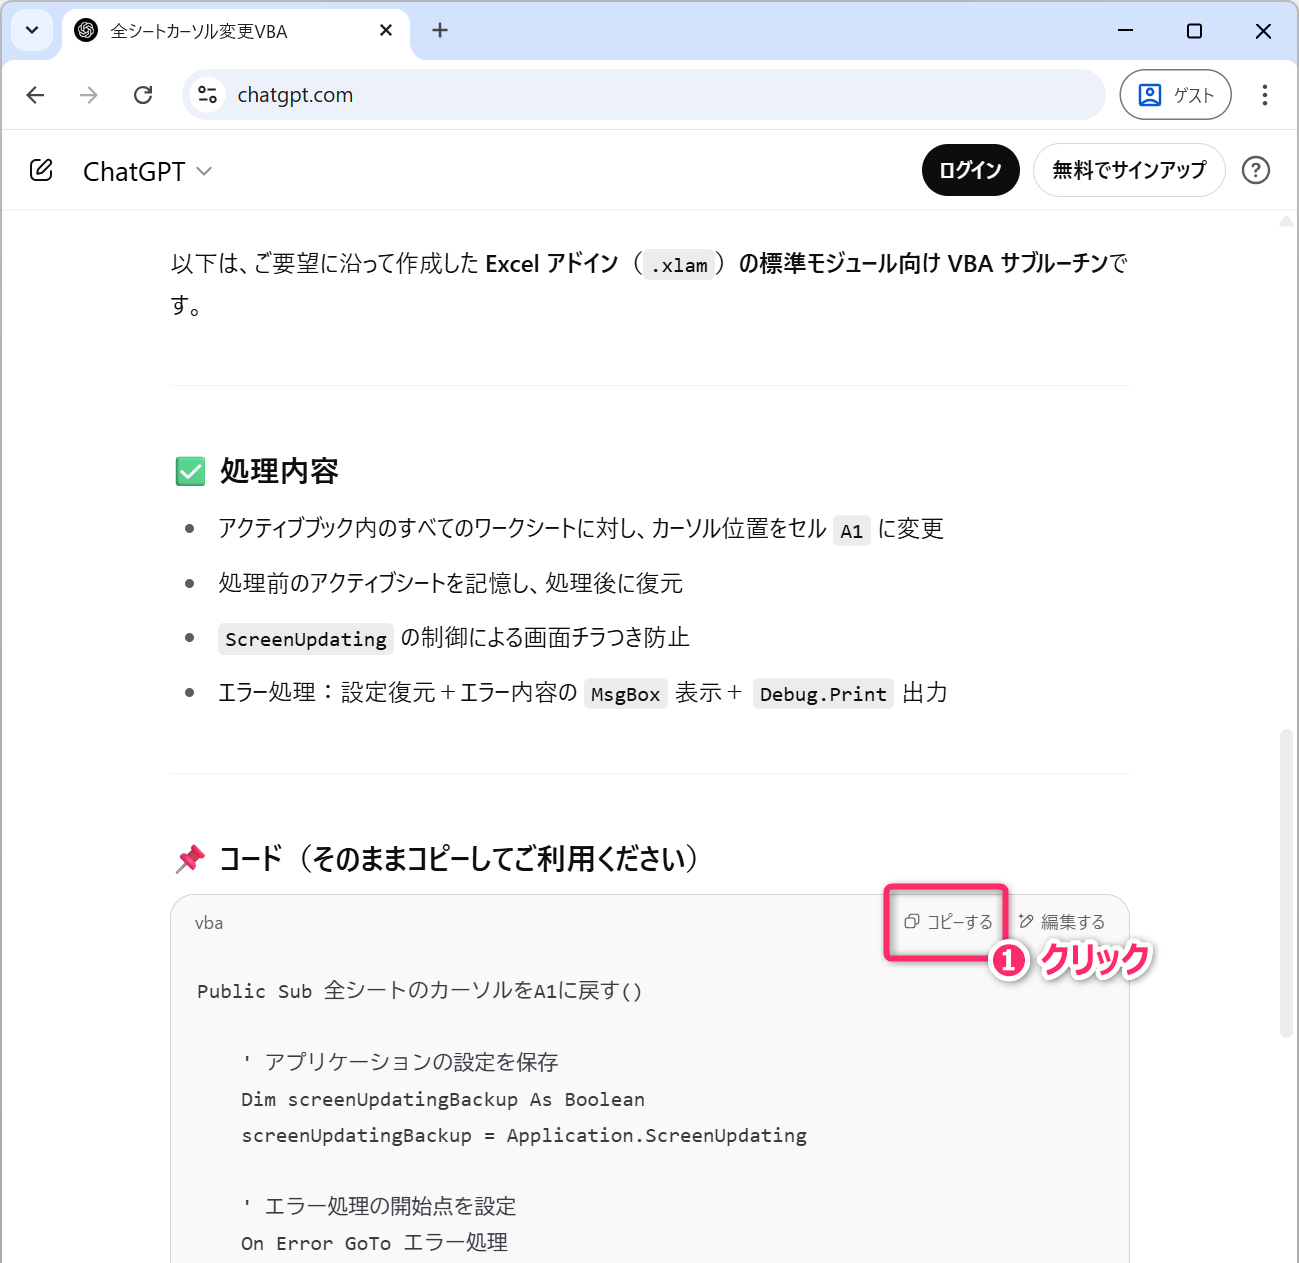 全シートカーソル変更VBA
chatgpt.com
ゲスト
ChatGPT
ログイン
無料でサインアップ
?
以下は、ご要望に沿って作成した Excel アドイン（.xlam）の標準モジュール向け VBA サブルーチンで
す。
処理内容
アクティブブック内のすべてのワークシートに対し、カーソル位置をセル A1 に変更
処理前のアクティブシートを記憶し、処理後に復元
ScreenUpdating の制御による画面チラつき防止
エラー処理：設定復元＋エラー内容の MsgBox 表示＋ Debug.Print 出力
コード（そのままコピーしてご利用ください）
vba
コピーする
編集する
1 クリック
Public Sub 全シートのカーソルをA1に戻す()
' アプリケーションの設定を保存
Dim screenUpdatingBackup As Boolean
screenUpdatingBackup = Application.ScreenUpdating
' エラー処理の開始点を設定
On Error GoTo エラー処理